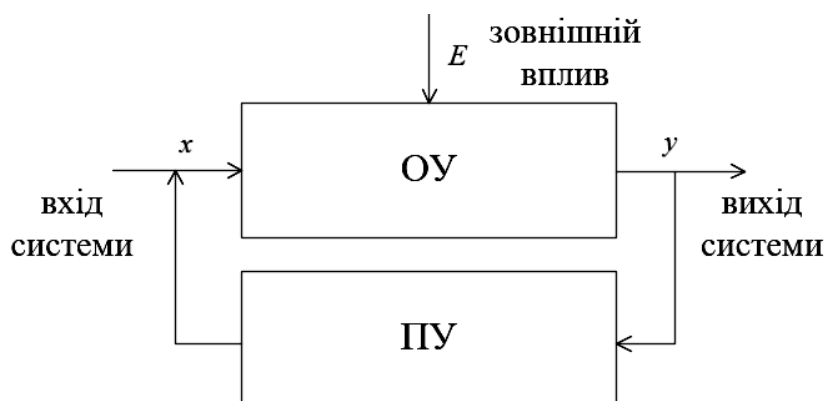 зовнішній
E
вплив
x
ОУ
y
вхід
системи
вихід
системи
ПУ